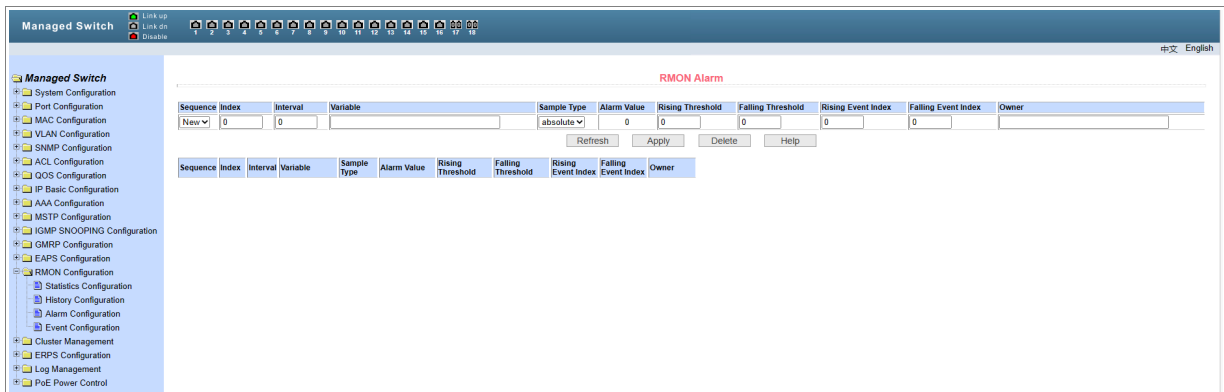 Managed Switch
Link up
Link dn
Disable
1 2 3 4 5 6 7 8 9 10 11 12 13 14 15 16 17 18
中文 English
Managed Switch
System Configuration
Port Configuration
MAC Configuration
VLAN Configuration
SNMP Configuration
ACL Configuration
QOS Configuration
IP Basic Configuration
AAA Configuration
MSTP Configuration
IGMP SNOOPING Configuration
GMRP Configuration
EAPS Configuration
RMON Configuration
Statistics Configuration
History Configuration
Alarm Configuration
Event Configuration
Cluster Management
ERPS Configuration
Log Management
PoE Power Control
RMON Alarm
Sequence Index Interval Variable Sample Type Alarm Value Rising Threshold Falling Threshold Rising Event Index Falling Event Index Owner
New 0 0 absolute 0 0 0 0 0
Refresh Apply Delete Help
Sequence Index Interval Variable Sample Type Alarm Value Rising Threshold Falling Threshold Rising Event Index Falling Event Index Owner